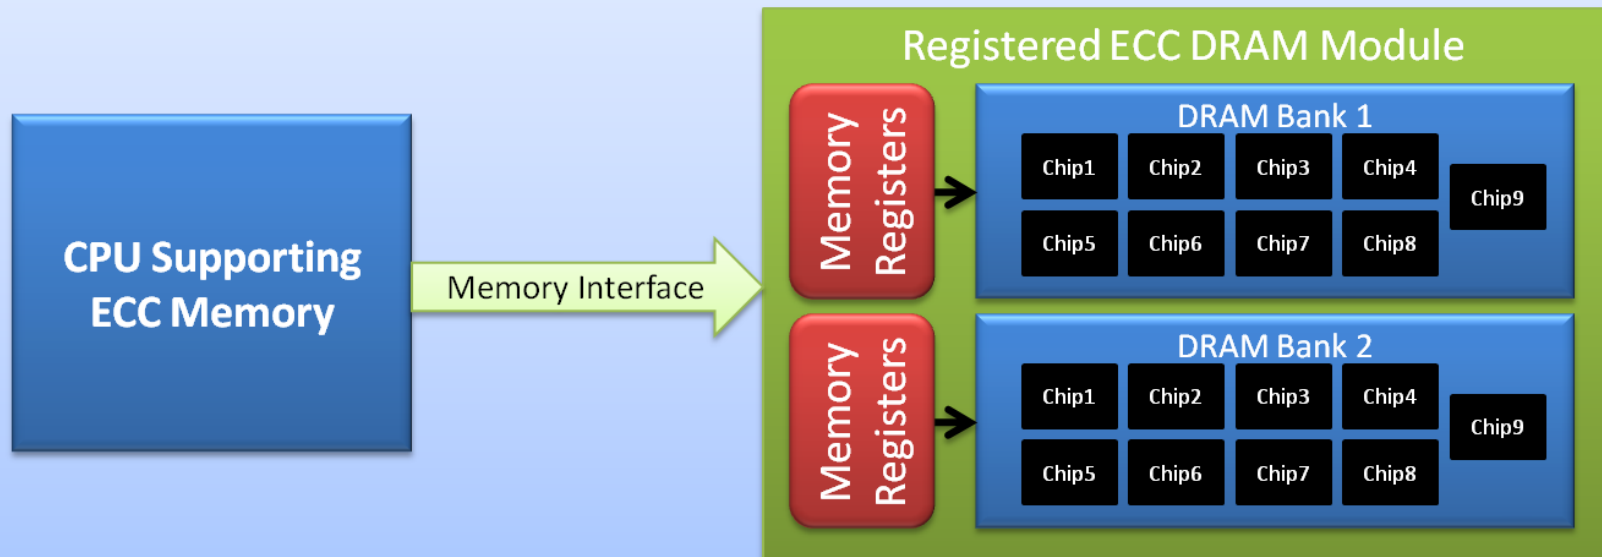 Registered ECC DRAM Module
CPU Supporting
ECC Memory
Memory Interface
Memory
Registers
DRAM Bank 1
Chip1 Chip2 Chip3 Chip4
Chip9
Chip5 Chip6 Chip7 Chip8
Memory
Registers
DRAM Bank 2
Chip1 Chip2 Chip3 Chip4
Chip9
Chip5 Chip6 Chip7 Chip8